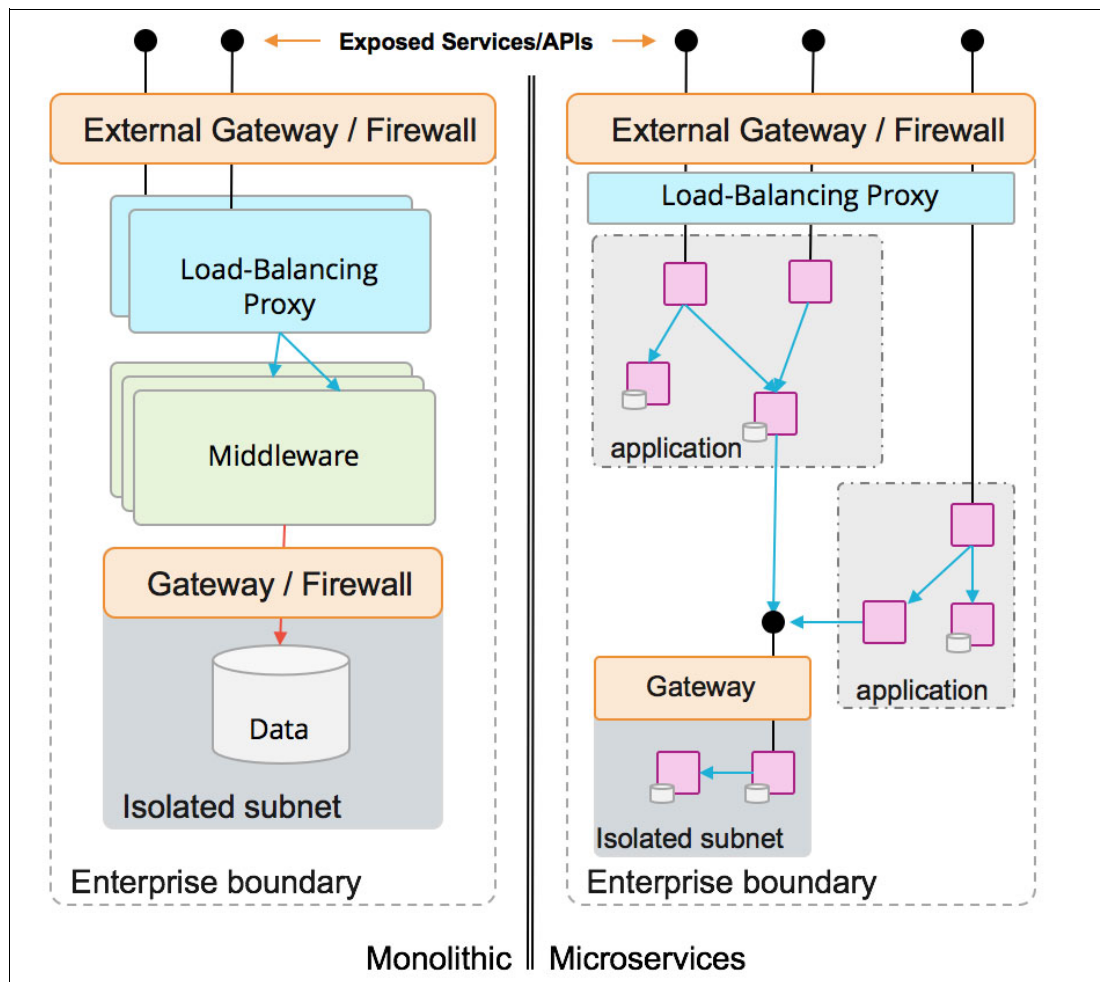 Exposed Services/APIs
External Gateway / Firewall
Load-Balancing
Proxy
Middleware
Gateway / Firewall
Data
Isolated subnet
Enterprise boundary
Monolithic
External Gateway / Firewall
Load-Balancing Proxy
application
application
Gateway
Isolated subnet
Enterprise boundary
Microservices